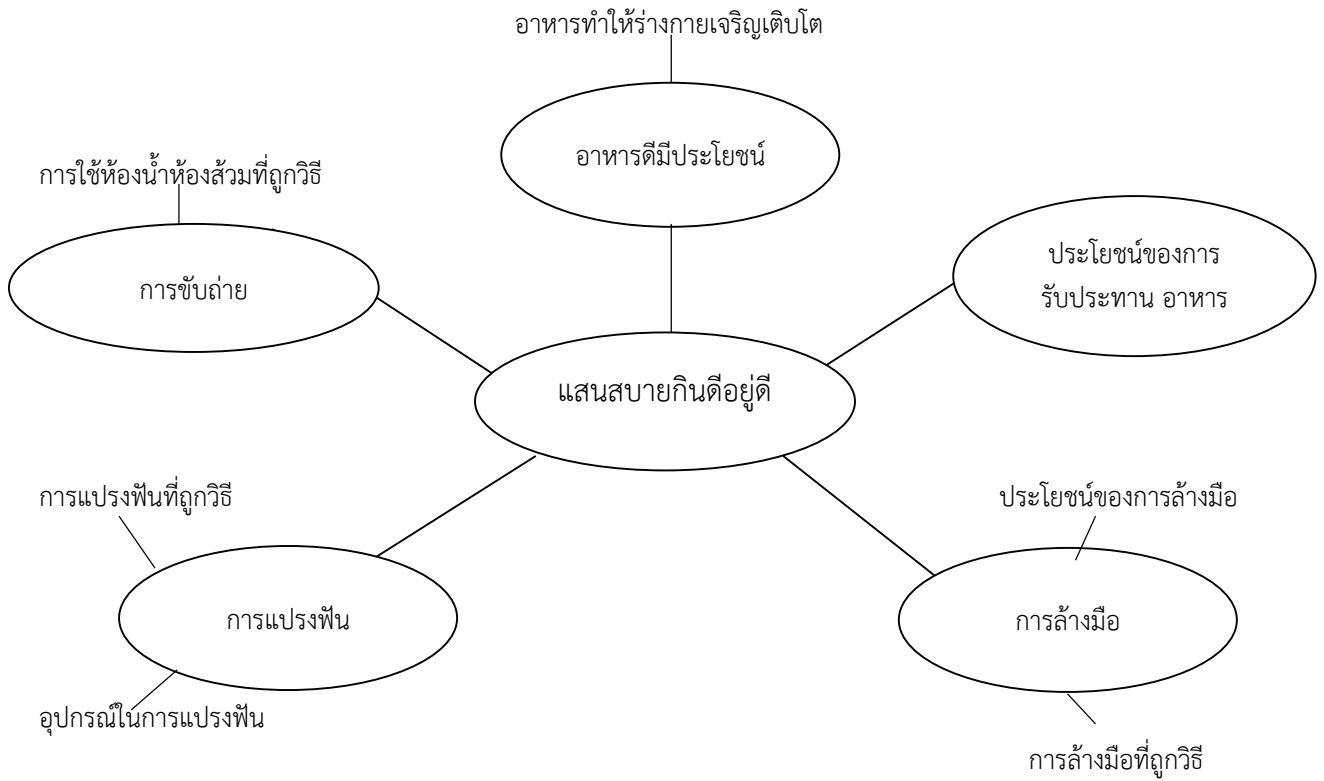 อาหารทำให้ร่างกายเจริญเติบโต
อาหารดีมีประโยชน์
การใช้ห้องน้ำห้องส้วมที่ถูกวิธี
การขับถ่าย
ประโยชน์ของการ
รับประทาน อาหาร
แสนสบายกินดีอยู่ดี
การแปรงฟันที่ถูกวิธี
การแปรงฟัน
อุปกรณ์ในการแปรงฟัน
ประโยชน์ของการล้างมือ
การล้างมือ
การล้างมือที่ถูกวิธี